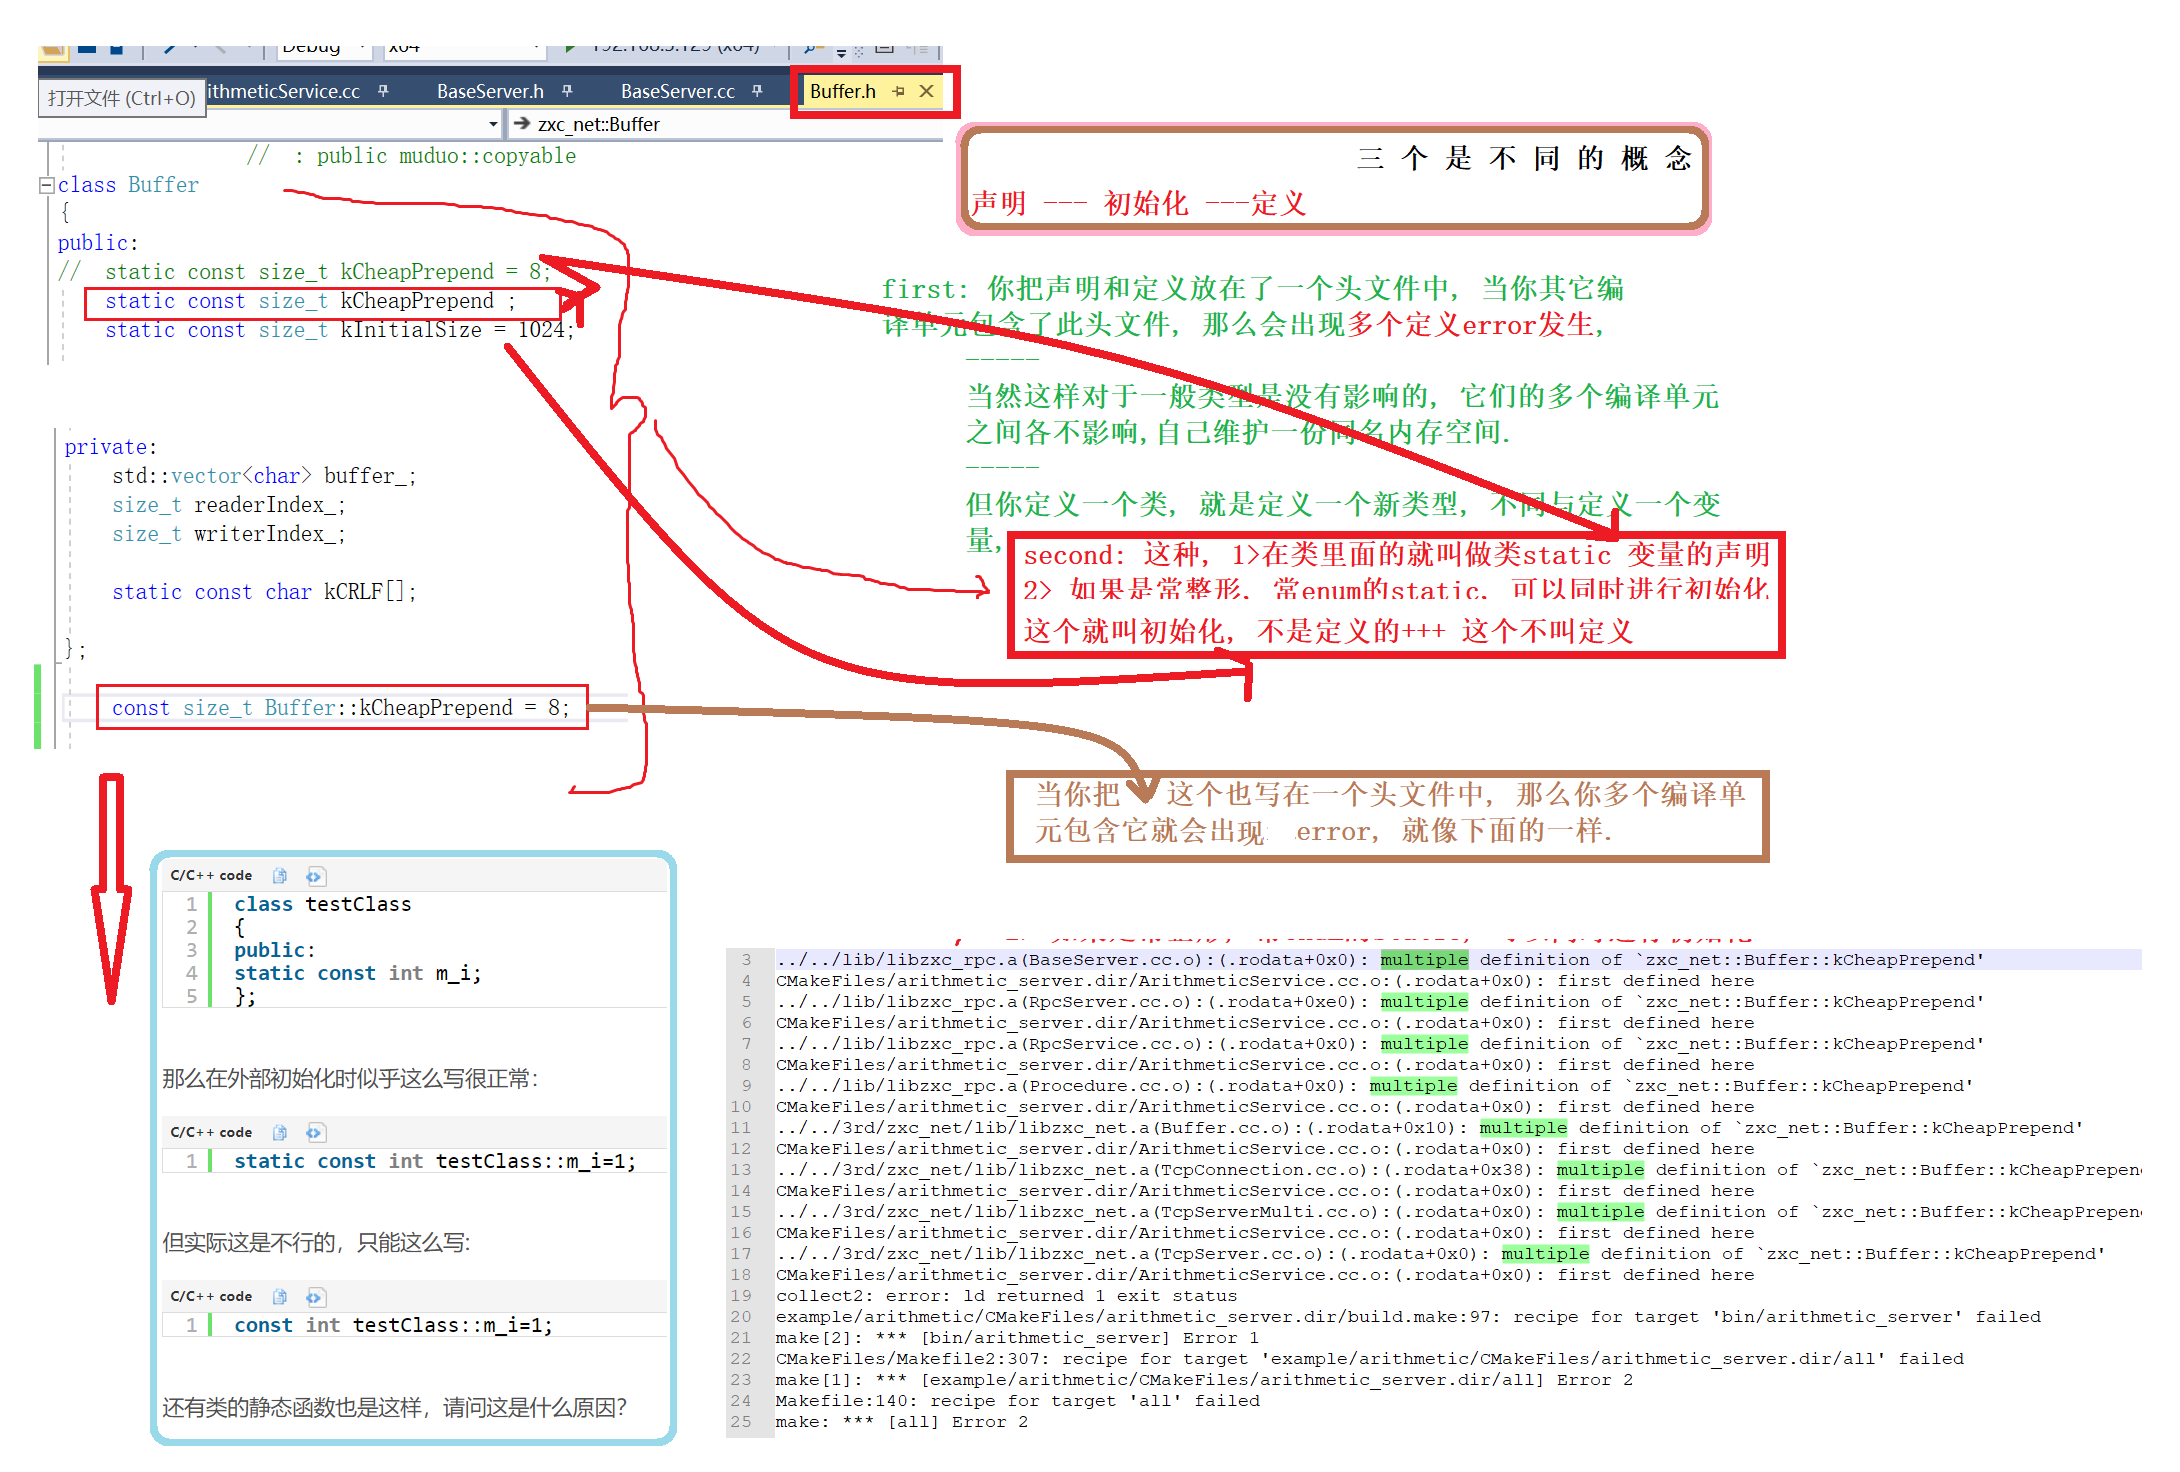 Debug
x64
192.168.5.129 (x64)
打开文件 (Ctrl+O)
ithmeticService.cc
BaseServer.h
BaseServer.cc
Buffer.h
zxc_net::Buffer
//  : public muduo::copyable
class Buffer
{
public:
//  static const size_t kCheapPrepend = 8;
static const size_t kCheapPrepend ;
static const size_t kInitialSize = 1024;
private:
std::vector<char> buffer_;
size_t readerIndex_;
size_t writerIndex_;
static const char kCRLF[];
};
const size_t Buffer::kCheapPrepend = 8;
三 个 是 不 同 的 概 念
声明 --- 初始化 ---定义
first: 你把声明和定义放在了一个头文件中, 当你其它编
译单元包含了此头文件, 那么会出现多个定义error发生,
-----
当然这样对于一般类型是没有影响的, 它们的多个编译单元
之间各不影响,自己维护一份同名内存空间.
-----
但你定义一个类, 就是定义一个新类型, 不同与定义一个变
量,
second: 这种, 1>在类里面的就叫做类static 变量的声明
2> 如果是常整形, 常enum的static, 可以同时进行初始化
这个就叫初始化, 不是定义的+++ 这个不叫定义
当你把 这个也写在一个头文件中, 那么你多个编译单
元包含它就会出现 error, 就像下面的一样.
C/C++ code
1 class testClass
2 {
3 public:
4 static const int m_i;
5 };
那么在外部初始化时似乎这么写很正常：
C/C++ code
1 static const int testClass::m_i=1;
但实际这是不行的，只能这么写:
C/C++ code
1 const int testClass::m_i=1;
还有类的静态函数也是这样，请问这是什么原因？
3 ../../lib/libzxc_rpc.a(BaseServer.cc.o):(.rodata+0x0): multiple definition of `zxc_net::Buffer::kCheapPrepend'
4 CMakeFiles/arithmetic_server.dir/ArithmeticService.cc.o:(.rodata+0x0): first defined here
5 ../../lib/libzxc_rpc.a(RpcServer.cc.o):(.rodata+0xe0): multiple definition of `zxc_net::Buffer::kCheapPrepend'
6 CMakeFiles/arithmetic_server.dir/ArithmeticService.cc.o:(.rodata+0x0): first defined here
7 ../../lib/libzxc_rpc.a(RpcService.cc.o):(.rodata+0x0): multiple definition of `zxc_net::Buffer::kCheapPrepend'
8 CMakeFiles/arithmetic_server.dir/ArithmeticService.cc.o:(.rodata+0x0): first defined here
9 ../../lib/libzxc_rpc.a(Procedure.cc.o):(.rodata+0x0): multiple definition of `zxc_net::Buffer::kCheapPrepend'
10 CMakeFiles/arithmetic_server.dir/ArithmeticService.cc.o:(.rodata+0x0): first defined here
11 ../../3rd/zxc_net/lib/libzxc_net.a(Buffer.cc.o):(.rodata+0x10): multiple definition of `zxc_net::Buffer::kCheapPrepend'
12 CMakeFiles/arithmetic_server.dir/ArithmeticService.cc.o:(.rodata+0x0): first defined here
13 ../../3rd/zxc_net/lib/libzxc_net.a(TcpConnection.cc.o):(.rodata+0x38): multiple definition of `zxc_net::Buffer::kCheapPrepen
14 CMakeFiles/arithmetic_server.dir/ArithmeticService.cc.o:(.rodata+0x0): first defined here
15 ../../3rd/zxc_net/lib/libzxc_net.a(TcpServerMulti.cc.o):(.rodata+0x0): multiple definition of `zxc_net::Buffer::kCheapPrepen
16 CMakeFiles/arithmetic_server.dir/ArithmeticService.cc.o:(.rodata+0x0): first defined here
17 ../../3rd/zxc_net/lib/libzxc_net.a(TcpServer.cc.o):(.rodata+0x0): multiple definition of `zxc_net::Buffer::kCheapPrepend'
18 CMakeFiles/arithmetic_server.dir/ArithmeticService.cc.o:(.rodata+0x0): first defined here
19 collect2: error: ld returned 1 exit status
20 example/arithmetic/CMakeFiles/arithmetic_server.dir/build.make:97: recipe for target 'bin/arithmetic_server' failed
21 make[2]: *** [bin/arithmetic_server] Error 1
22 CMakeFiles/Makefile2:307: recipe for target 'example/arithmetic/CMakeFiles/arithmetic_server.dir/all' failed
23 make[1]: *** [example/arithmetic/CMakeFiles/arithmetic_server.dir/all] Error 2
24 Makefile:140: recipe for target 'all' failed
25 make: *** [all] Error 2